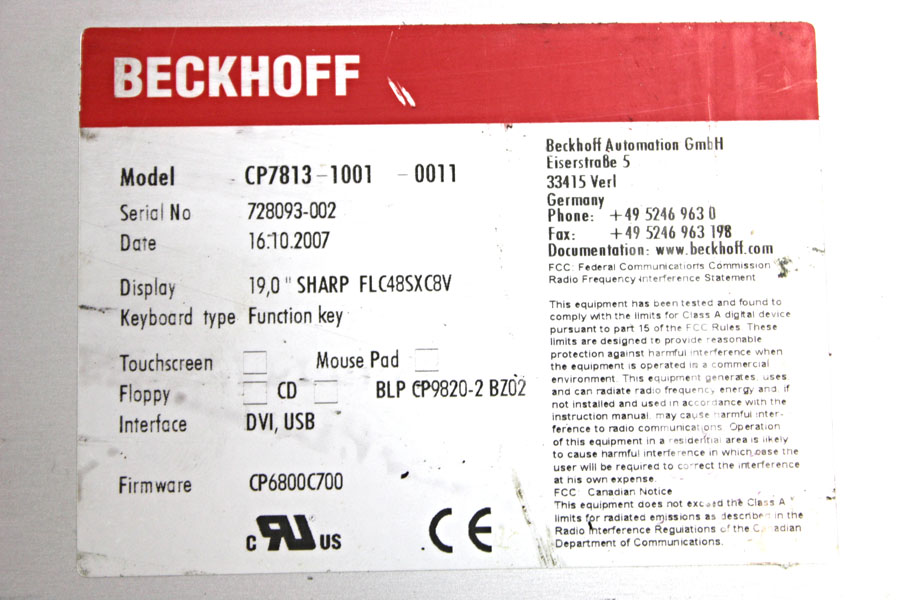 BECKHOFF
Model CP7813-1001 -0011
Serial No 728093-002
Date 16.10.2007
Display 19,0 " SHARP FLC48SXC8V
Keyboard type Function key
Touchscreen Mouse Pad
Floppy CD BLP CP9820-2 BZ02
Interface DVI, USB
Firmware CP6800C700
c RU US CE
Beckhoff Automation GmbH
Eiserstraße 5
33415 Verl
Germany
Phone: +49 5246 963 0
Fax: +49 5246 963 198
Documentation: www.beckhoff.com
FCC: Federal Communications Commission
Radio Frequency Interference Statement
This equipment has been tested and found to
comply with the limits for Class A digital device
pursuant to part 15 of the FCC Rules. These
limits are designed to provide reasonable
protection against harmful interference when
the equipment is operated in a commercial
environment. This equipment generates, uses
and can radiate radio frequency energy and, if
not installed and used in accordance with the
instruction manual, may cause harmful inter-
ference to radio communications. Operation
of this equipment in a residential area is likely
to cause harmful interference in which case the
user will be required to correct the interference
at his own expense.
FCC: Canadian Notice
This equipment does not exceed the Class A
limits for radiated emissions as described in the
Radio Interference Regulations of the Canadian
Department of Communications.